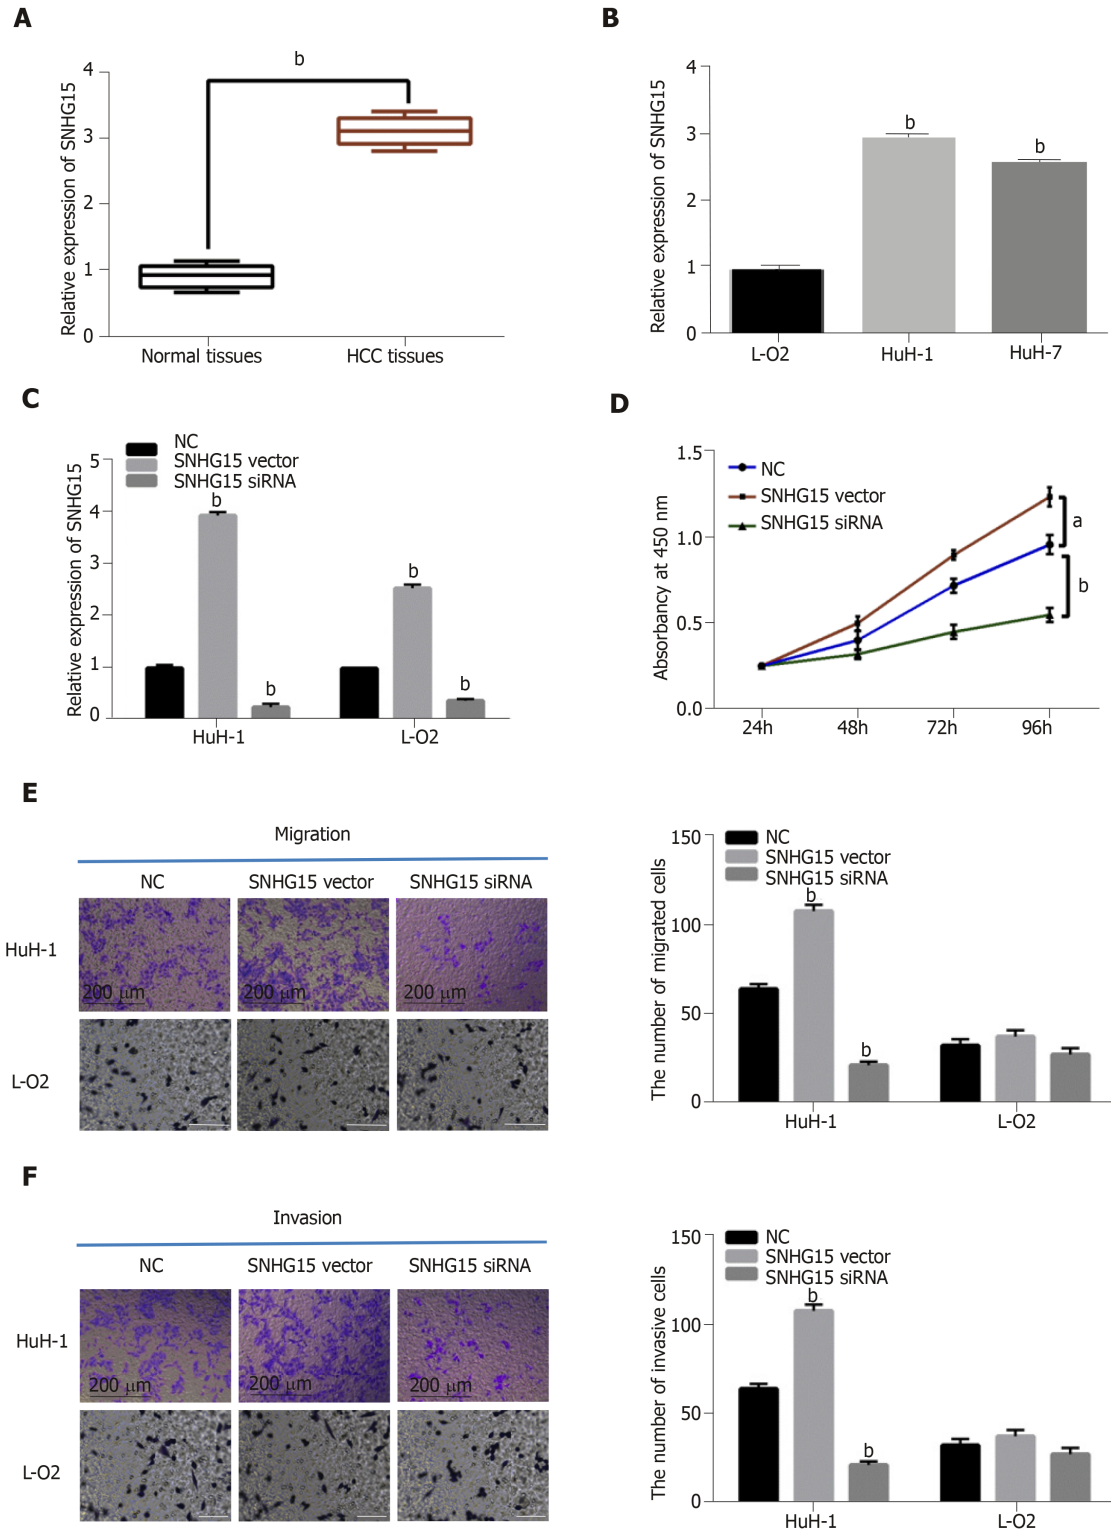 A
b
Relative expression of SNHG15
4
3
2
1
0
Normal tissues
HCC tissues
B
Relative expression of SNHG15
4
3
2
1
0
b
b
L-O2
HuH-1
HuH-7
C
NC
SNHG15 vector
SNHG15 siRNA
Relative expression of SNHG15
5
4
3
2
1
0
b
b
b
b
HuH-1
L-O2
D
NC
SNHG15 vector
SNHG15 siRNA
Absorbancy at 450 nm
1.5
1.0
0.5
0.0
a
b
24h
48h
72h
96h
E
Migration
NC
SNHG15 vector
SNHG15 siRNA
HuH-1
200 μm
200 μm
200 μm
L-O2
NC
SNHG15 vector
SNHG15 siRNA
The number of migrated cells
150
100
50
0
b
b
HuH-1
L-O2
F
Invasion
NC
SNHG15 vector
SNHG15 siRNA
HuH-1
200 μm
200 μm
200 μm
L-O2
NC
SNHG15 vector
SNHG15 siRNA
The number of invasive cells
150
100
50
0
b
b
HuH-1
L-O2